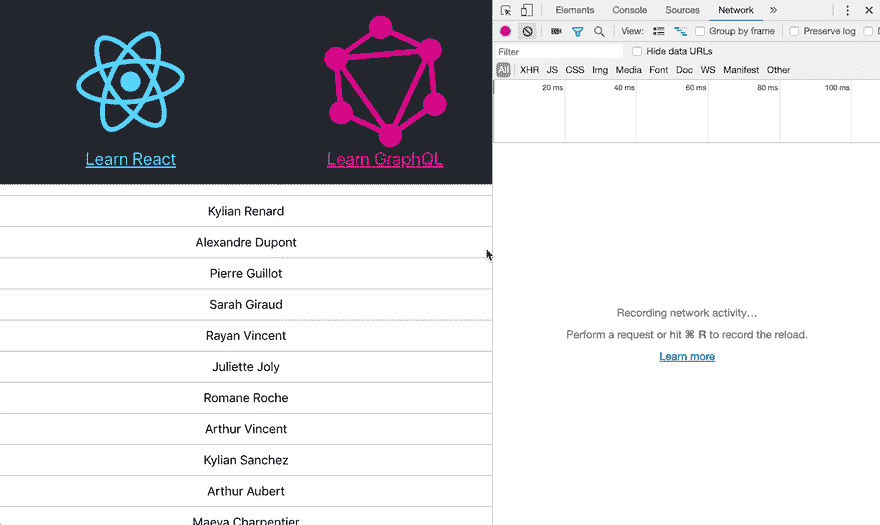 Learn React
Learn GraphQL
Kylian Renard
Alexandre Dupont
Pierre Guillot
Sarah Giraud
Rayan Vincent
Juliette Joly
Romane Roche
Arthur Vincent
Kylian Sanchez
Arthur Aubert
Maeva Charpentier
Elements Console Sources Network »
View: Group by frame Preserve log
Filter Hide data URLs
All XHR JS CSS Img Media Font Doc WS Manifest Other
20 ms 40 ms 60 ms 80 ms 100 ms
Recording network activity…
Perform a request or hit ⌘ R to record the reload.
Learn more